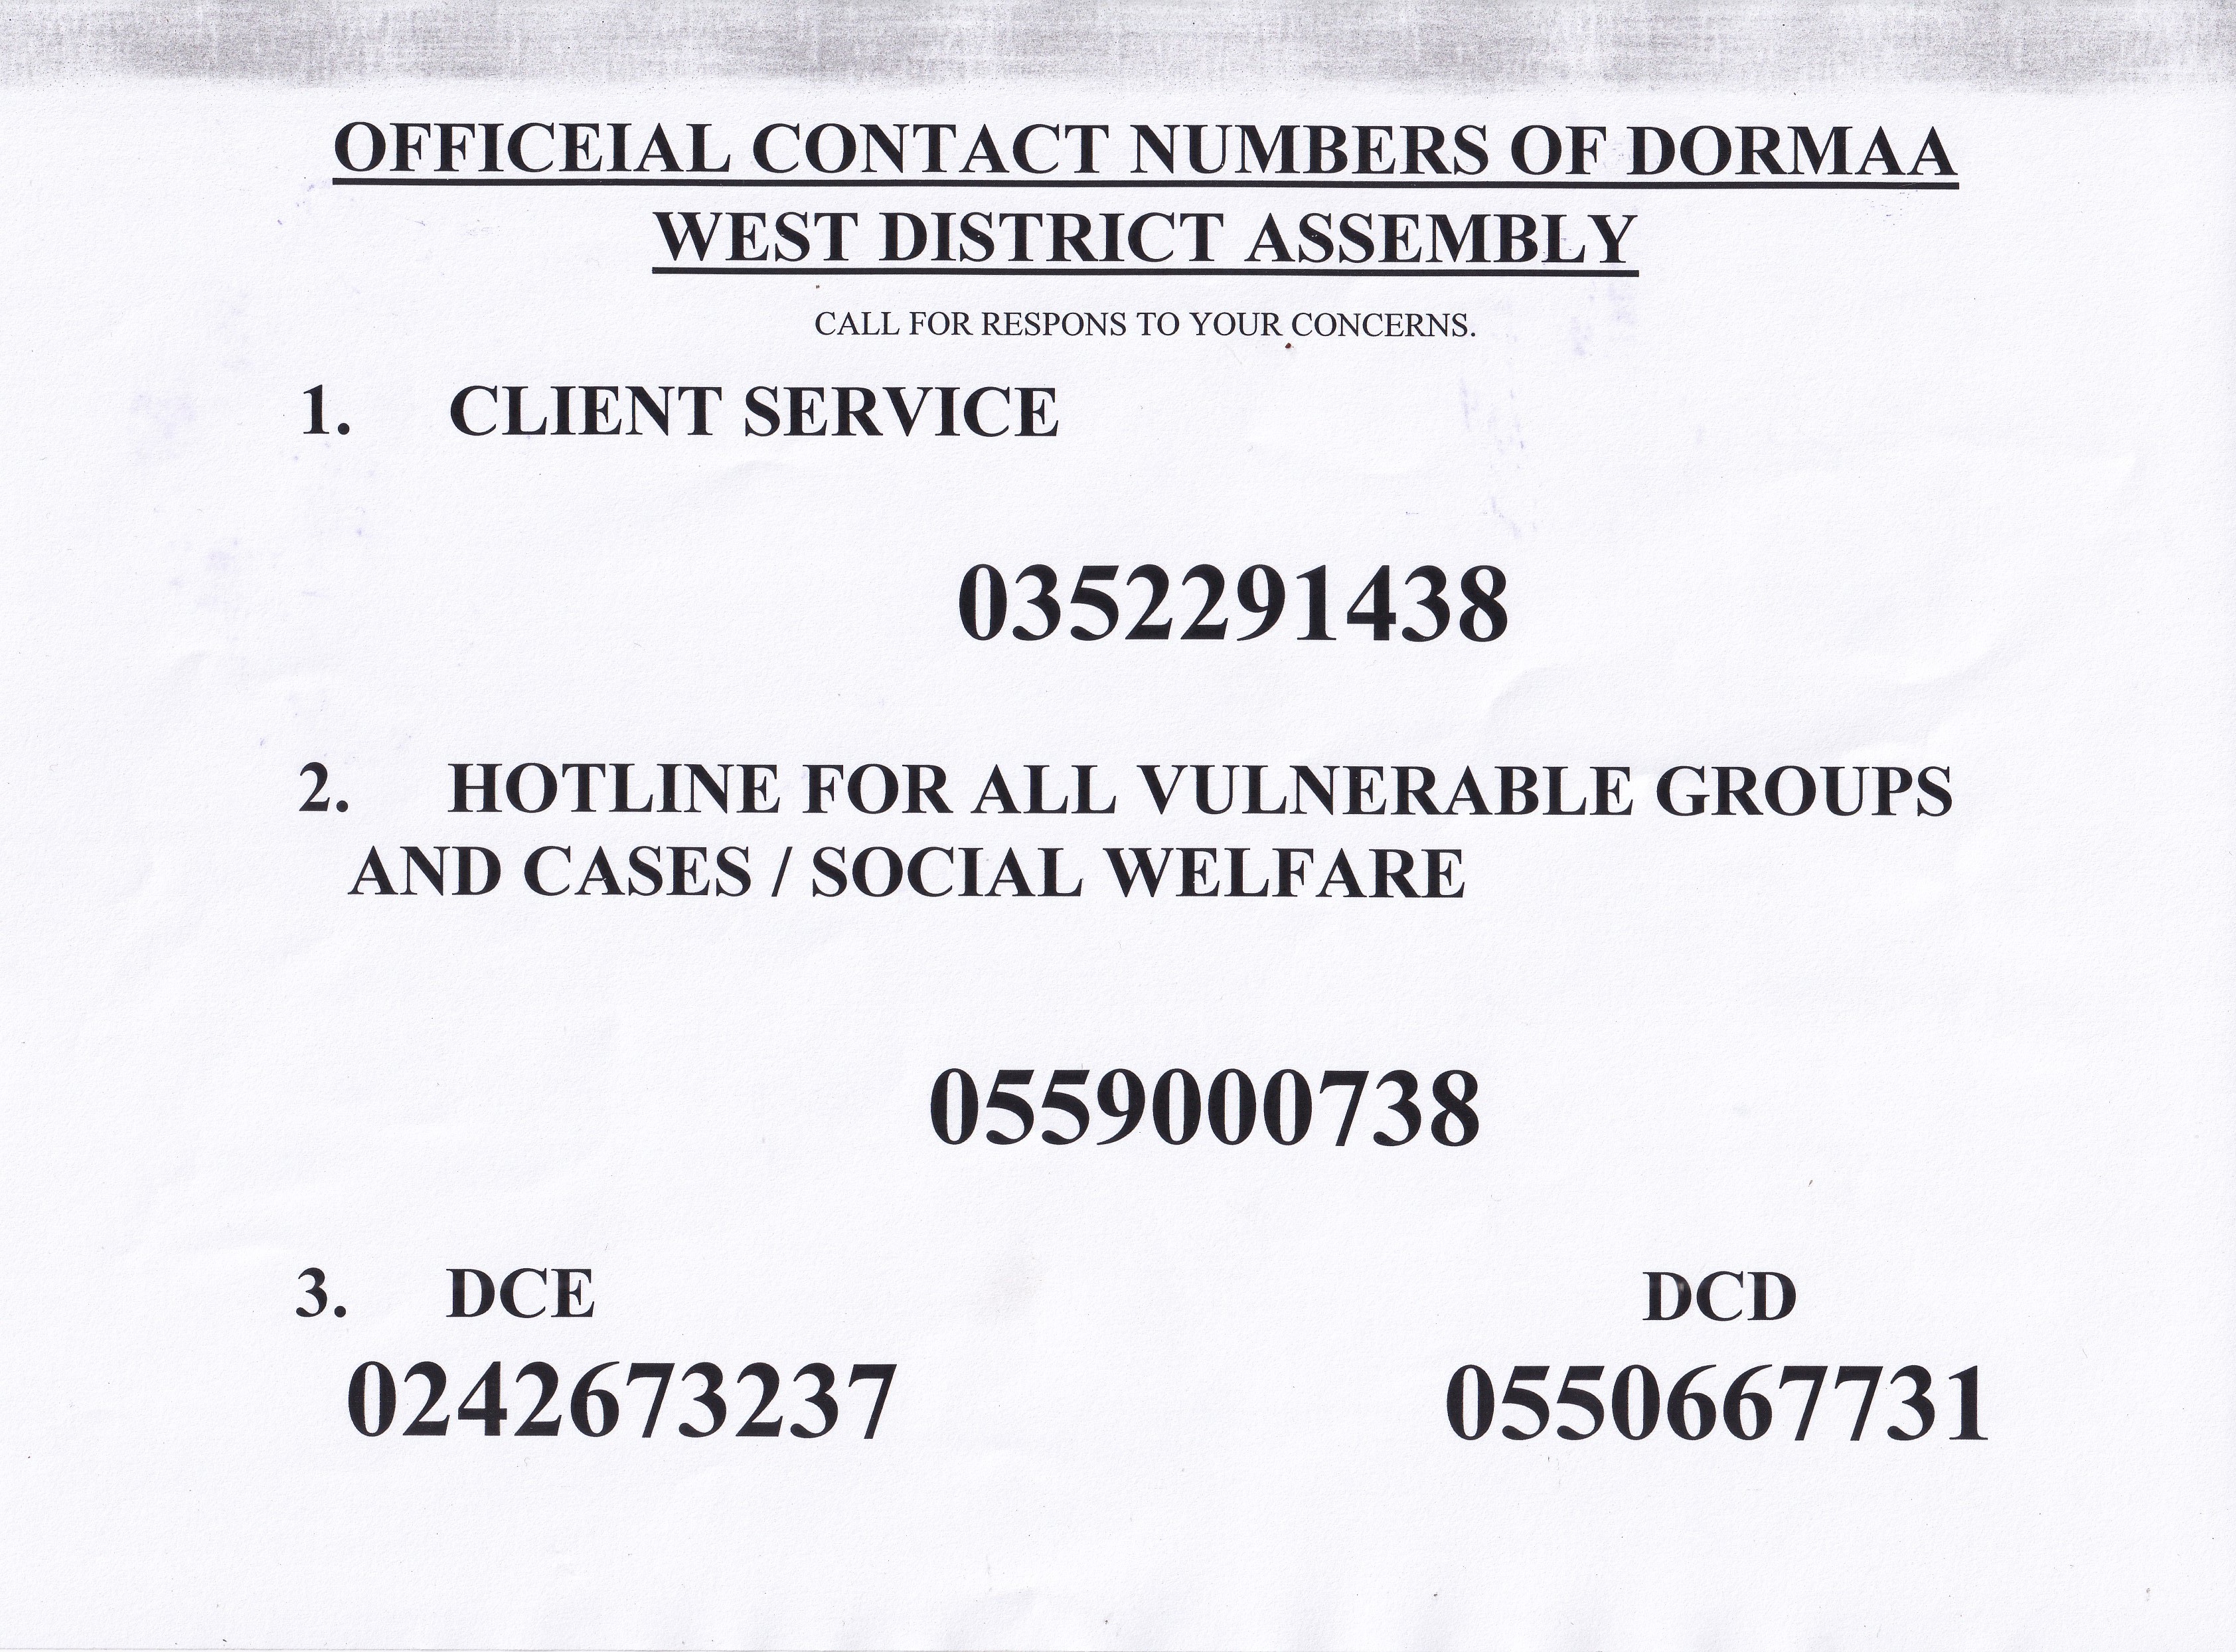 OFFICEIAL CONTACT NUMBERS OF DORMAA
WEST DISTRICT ASSEMBLY
CALL FOR RESPONS TO YOUR CONCERNS.
1. CLIENT SERVICE
0352291438
2. HOTLINE FOR ALL VULNERABLE GROUPS
AND CASES / SOCIAL WELFARE
0559000738
3. DCE DCD
0242673237 0550667731